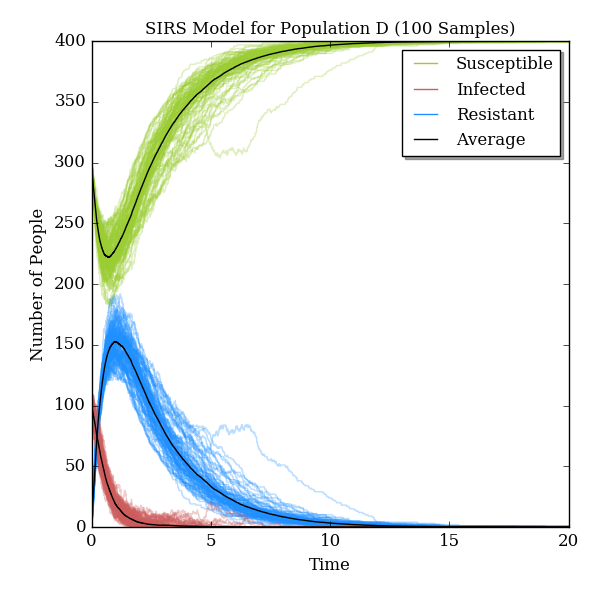 SIRS Model for Population D (100 Samples)
400
350
300
250
200
150
100
50
0
Number of People
Susceptible
Infected
Resistant
Average
0 5 10 15 20
Time